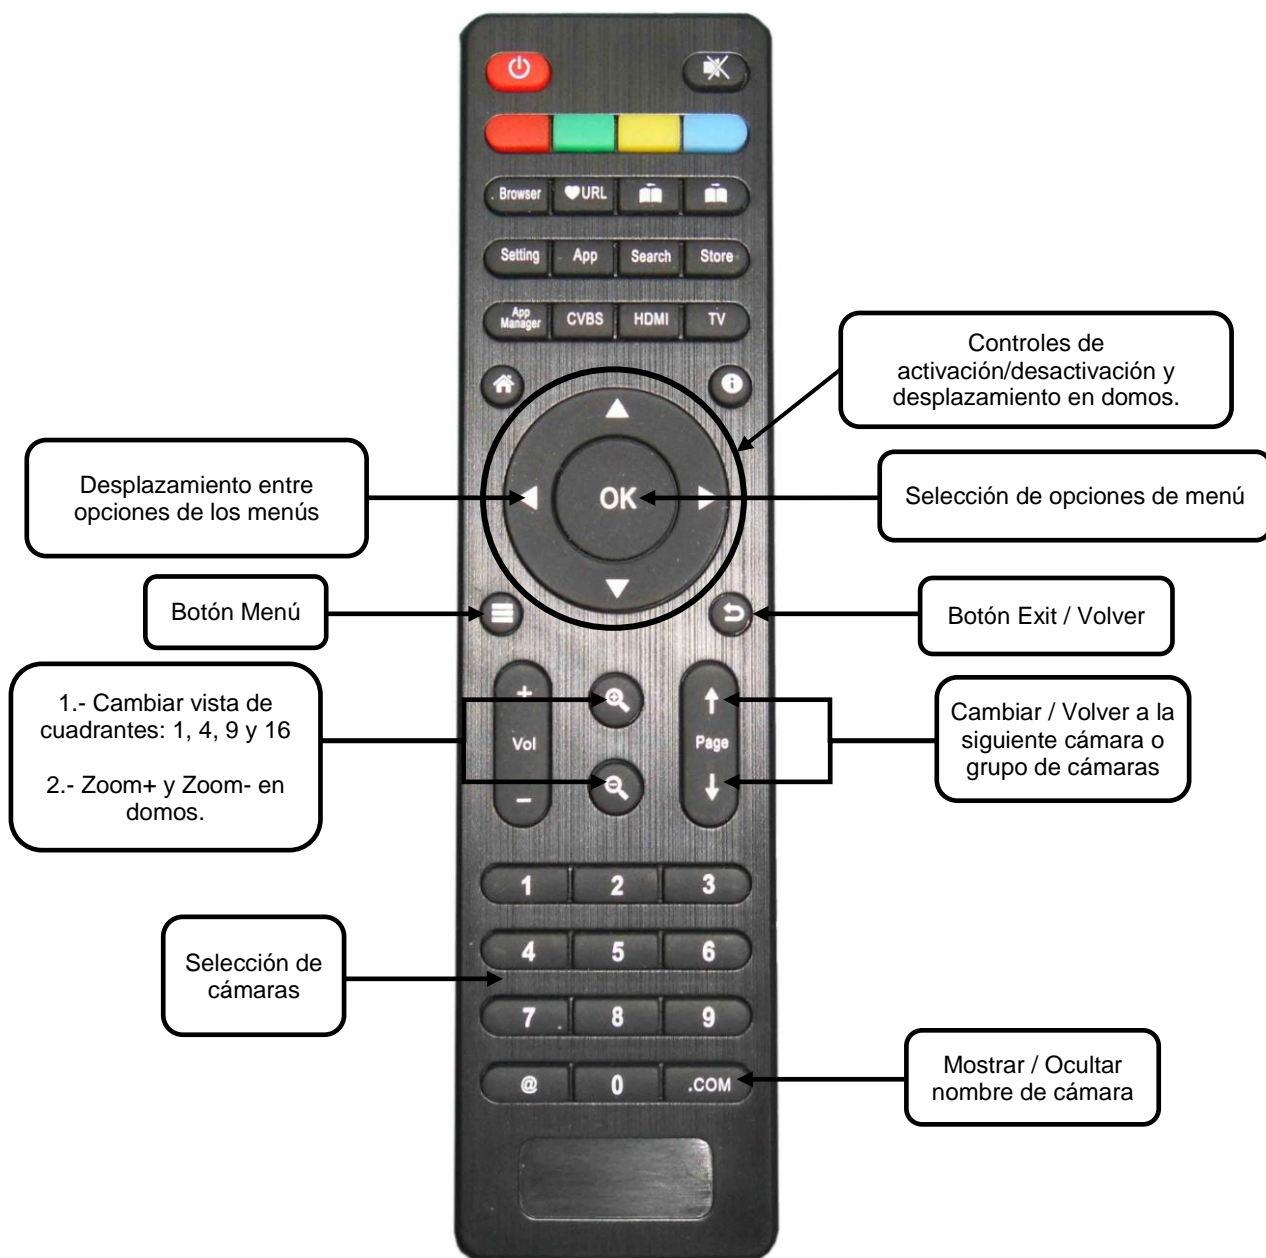 Browser
URL
Setting
App
Search
Store
App
Manager
CVBS
HDMI
TV
Controles de
activación/desactivación y
desplazamiento en domos.
Desplazamiento entre
opciones de los menús
OK
Selección de opciones de menú
Botón Menú
Botón Exit / Volver
1.- Cambiar vista de
cuadrantes: 1, 4, 9 y 16
2.- Zoom+ y Zoom- en
domos.
+
Vol
−
Page
Cambiar / Volver a la
siguiente cámara o
grupo de cámaras
1 2 3
4 5 6
Selección de
cámaras
7 8 9
@ 0 .COM
Mostrar / Ocultar
nombre de cámara